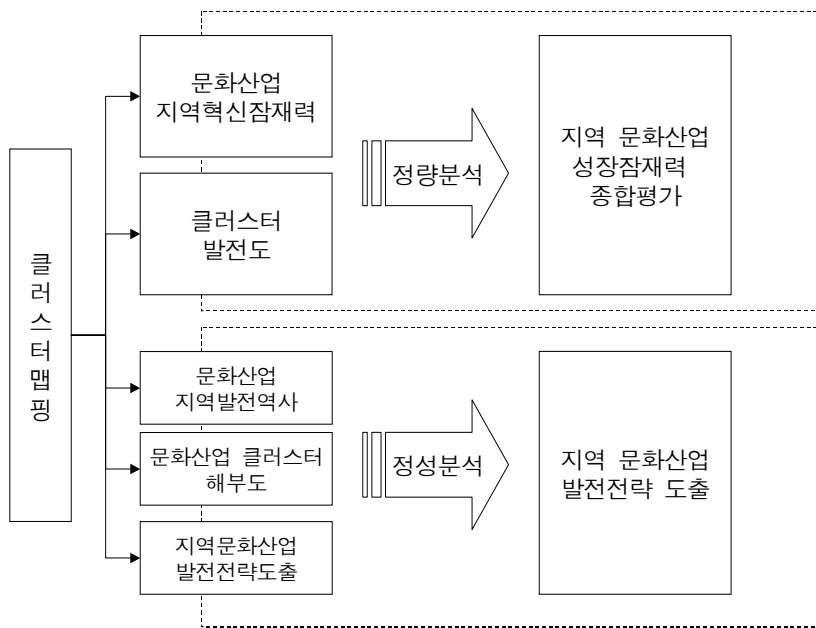 클
러
스
터
맵
핑
문화산업
지역혁신잠재력
클러스터
발전도
정량분석
지역 문화산업
성장잠재력
종합평가
문화산업
지역발전역사
문화산업 클러스터
해부도
지역문화산업
발전전략도출
정성분석
지역 문화산업
발전전략 도출